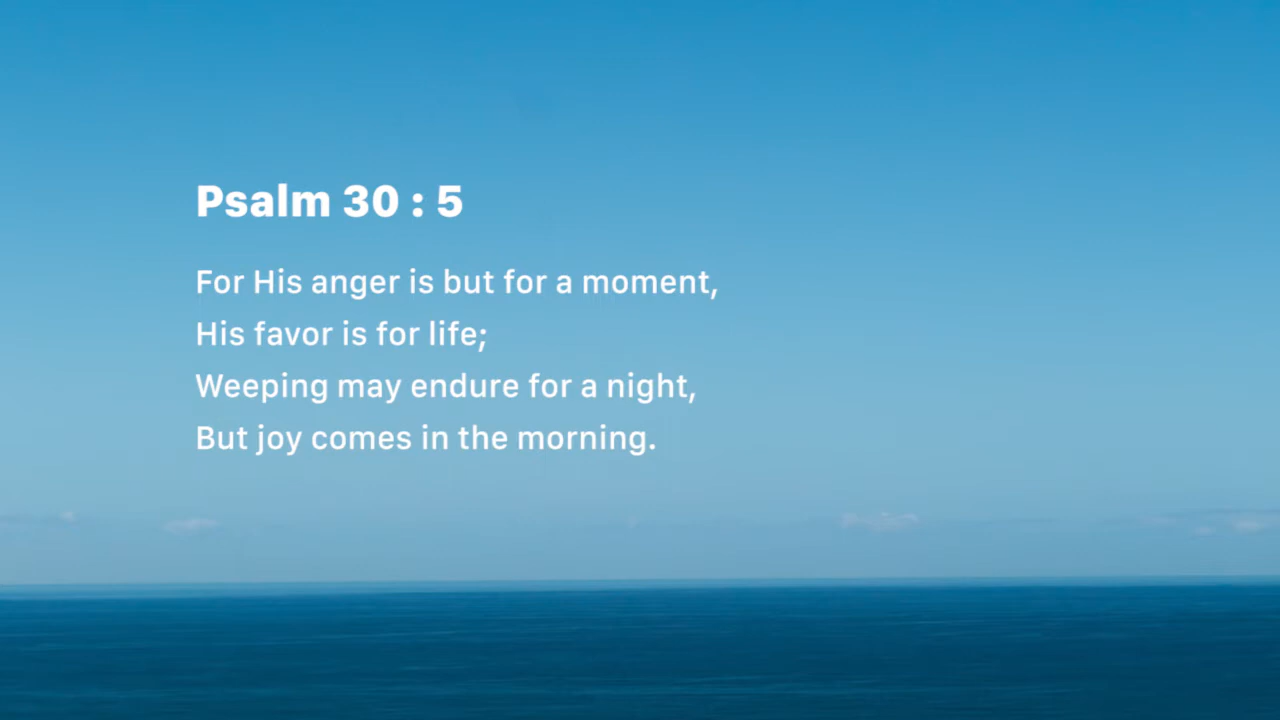 Psalm 30 : 5
For His anger is but for a moment,
His favor is for life;
Weeping may endure for a night,
But joy comes in the morning.